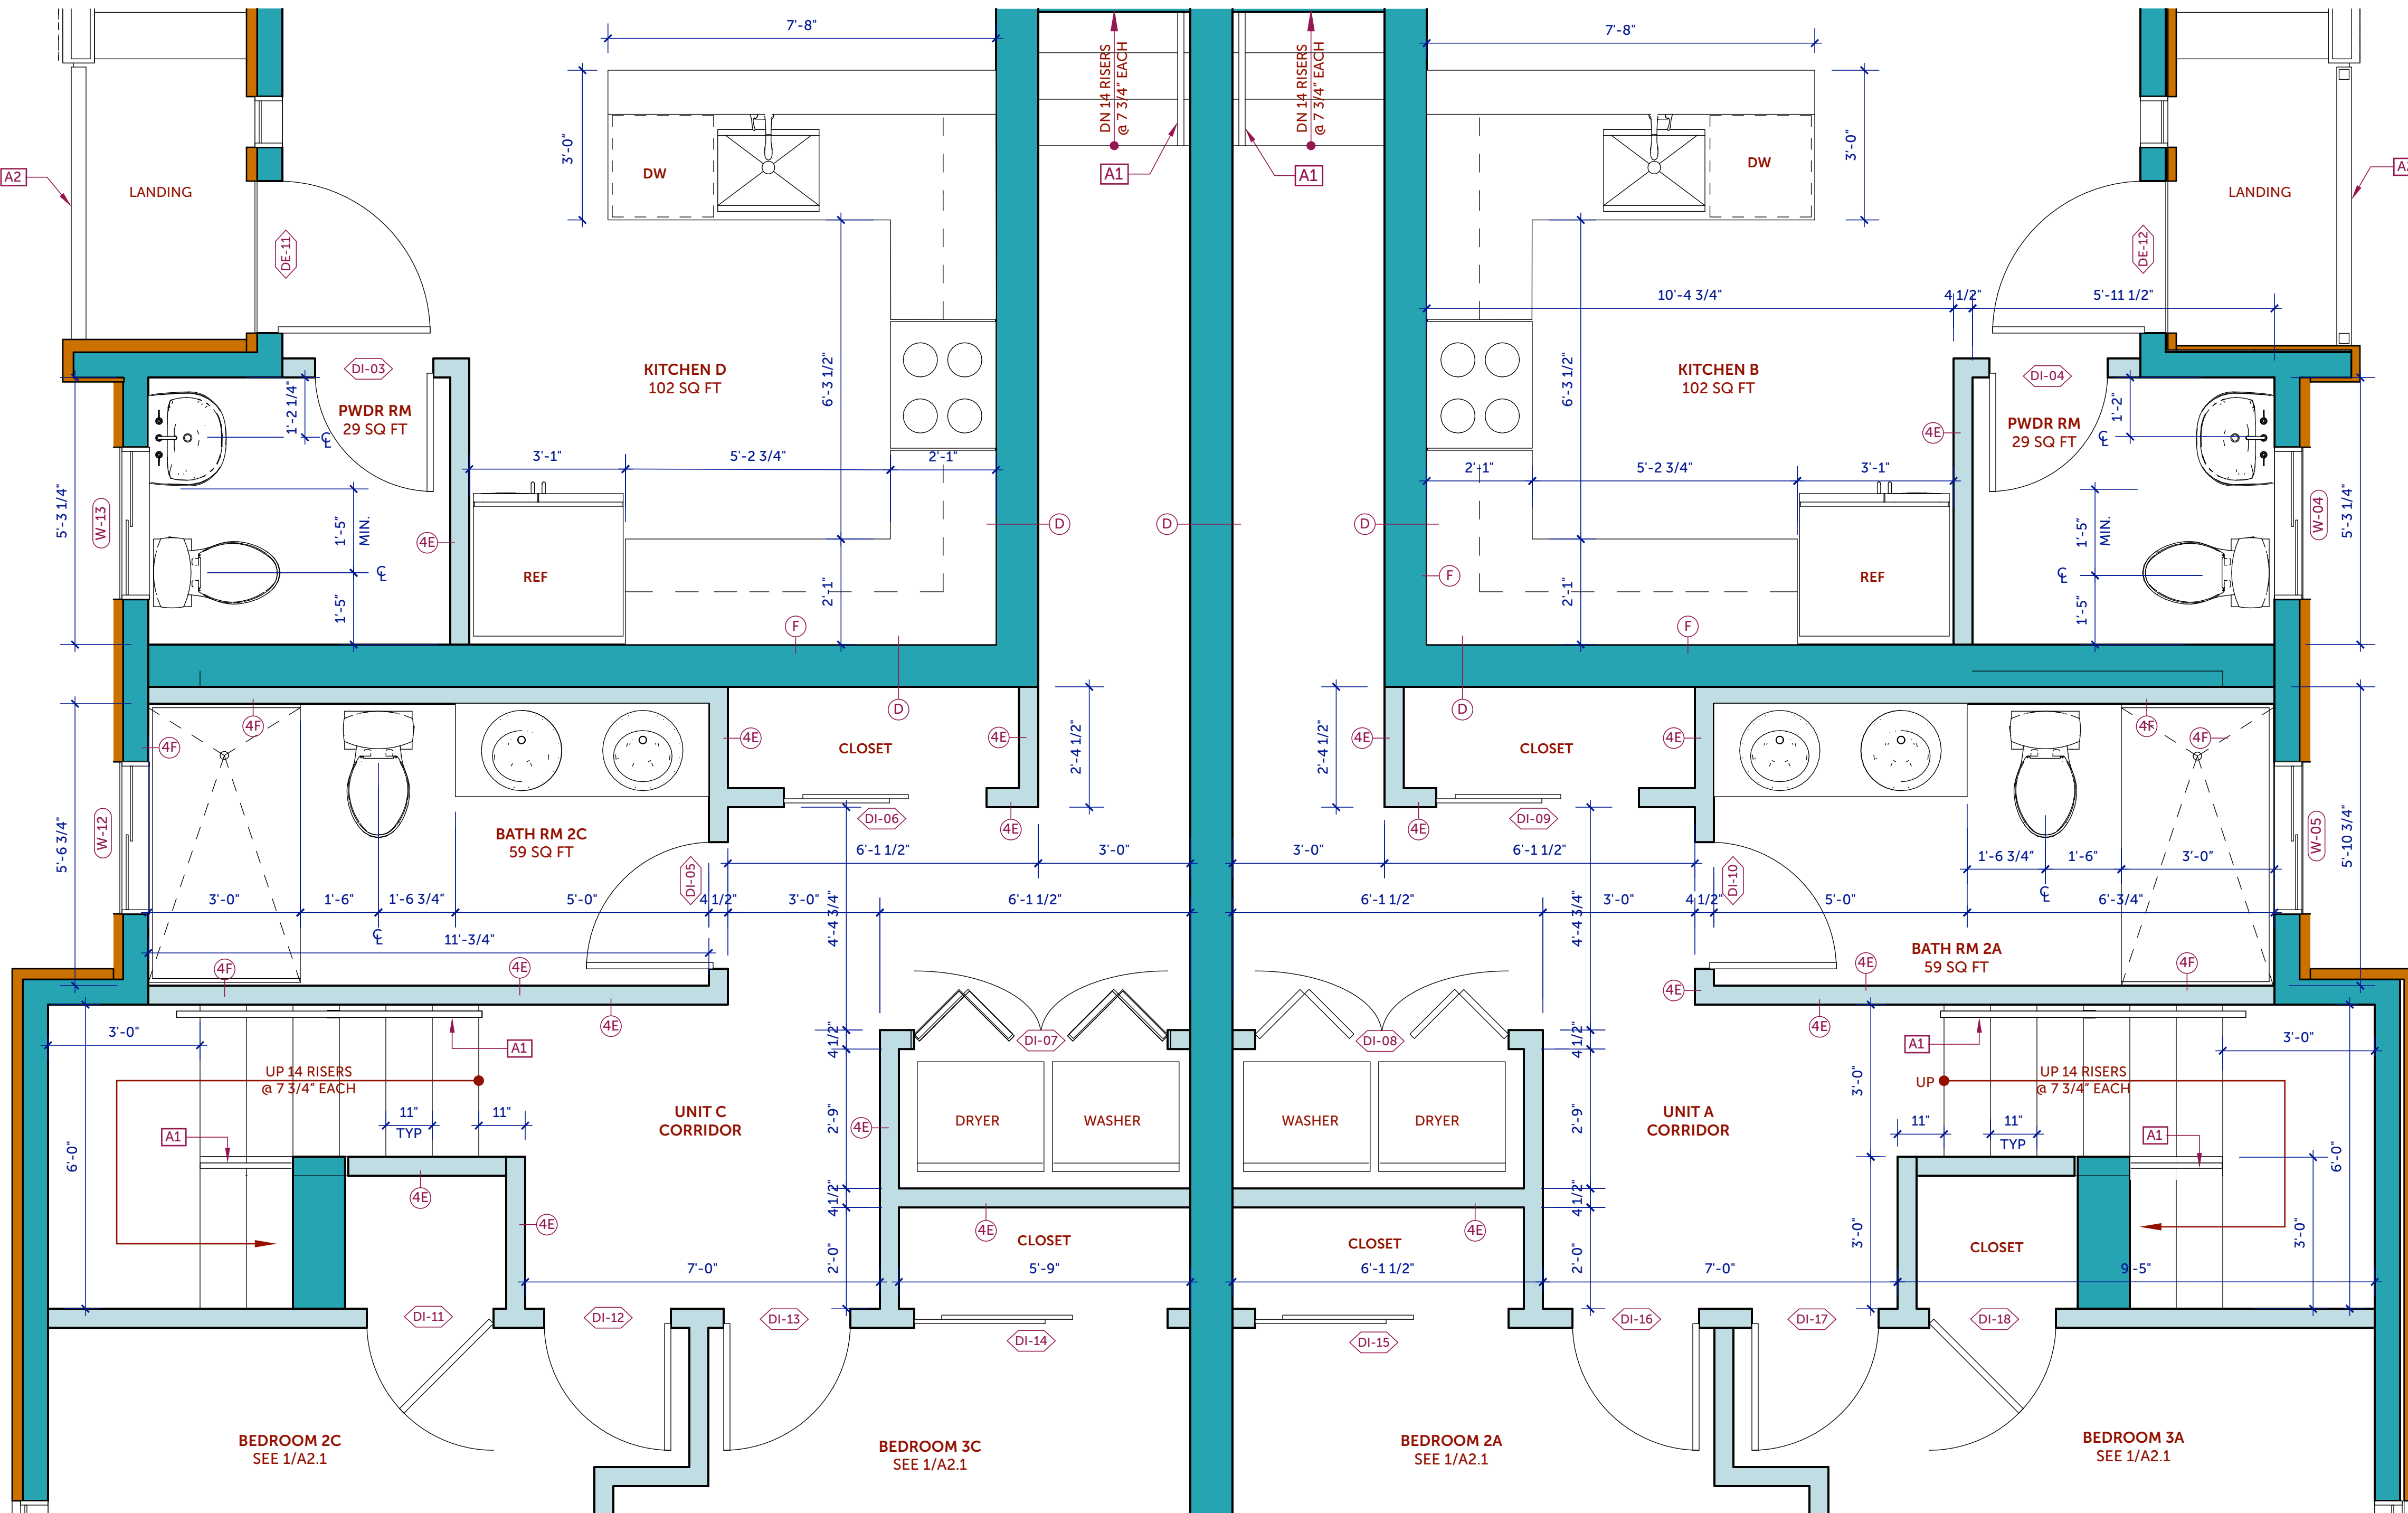 7'-8"
DN 14 RISERS
@ 7 3/4" EACH
DN 14 RISERS
@ 7 3/4" EACH
7'-8"
3'-0"
DW
A1
A1
DW
3'-0"
A2
LANDING
LANDING
DE-11
DE-12
10'-4 3/4"
4 1/2"
5'-11 1/2"
DI-03
KITCHEN D
102 SQ FT
6'-3 1/2"
6'-3 1/2"
KITCHEN B
102 SQ FT
DI-04
1'-2 1/4"
PWDR RM
29 SQ FT
℄
4E
PWDR RM
29 SQ FT
1'-2"
℄
3'-1"
5'-2 3/4"
2'-1"
2'-1"
5'-2 3/4"
3'-1"
5'-3 1/4"
W-13
1'-5"
MIN.
4E
D
D
D
1'-5"
MIN.
W-04
5'-3 1/4"
℄
REF
F
REF
℄
1'-5"
2'-1"
2'-1"
1'-5"
F
F
4F
4F
D
D
4F
4F
4E
CLOSET
4E
2'-4 1/2"
2'-4 1/2"
4E
CLOSET
4E
5'-6 3/4"
W-12
BATH RM 2C
59 SQ FT
DI-06
4E
4E
DI-09
W-05
5'-10 3/4"
6'-1 1/2"
3'-0"
3'-0"
6'-1 1/2"
1'-6 3/4"
1'-6"
3'-0"
DI-05
DI-10
℄
3'-0"
1'-6"
1'-6 3/4"
5'-0"
4 1/2"
3'-0"
4'-4 3/4"
6'-1 1/2"
6'-1 1/2"
4'-4 3/4"
3'-0"
4 1/2"
5'-0"
6'-3/4"
℄
11'-3/4"
BATH RM 2A
59 SQ FT
4F
4E
4E
4F
4E
4E
4E
3'-0"
A1
4 1/2"
DI-07
DI-08
4 1/2"
A1
3'-0"
UP 14 RISERS
@ 7 3/4" EACH
UP
3'-0"
UP 14 RISERS
@ 7 3/4" EACH
11"
TYP
11"
UNIT C
CORRIDOR
2'-9"
4E
DRYER
WASHER
WASHER
DRYER
2'-9"
UNIT A
CORRIDOR
11"
11"
TYP
A1
A1
6'-0"
6'-0"
4E
4 1/2"
4 1/2"
4E
4E
4E
CLOSET
CLOSET
3'-0"
CLOSET
3'-0"
2'-0"
2'-0"
7'-0"
5'-9"
6'-1 1/2"
7'-0"
9'-5"
DI-11
DI-12
DI-13
DI-14
DI-15
DI-16
DI-17
DI-18
BEDROOM 2C
SEE 1/A2.1
BEDROOM 3C
SEE 1/A2.1
BEDROOM 2A
SEE 1/A2.1
BEDROOM 3A
SEE 1/A2.1